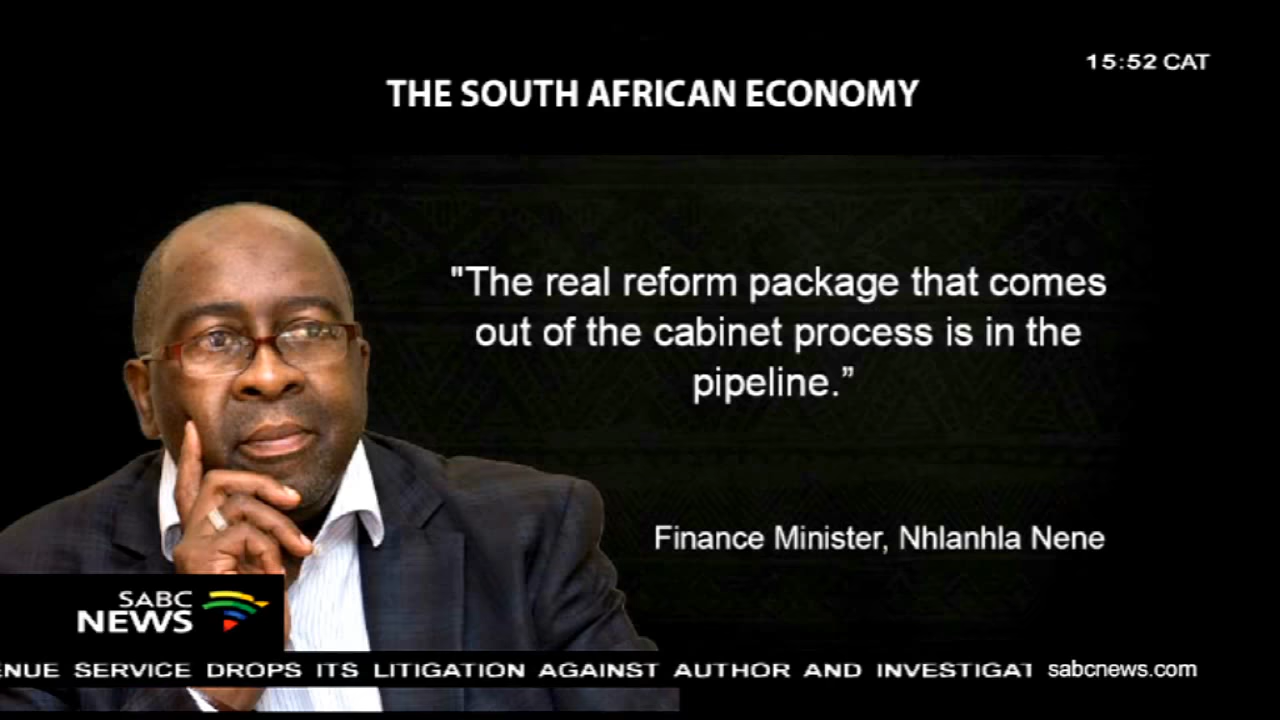 15:52 CAT
THE SOUTH AFRICAN ECONOMY
"The real reform package that comes
out of the cabinet process is in the
pipeline.”
Finance Minister, Nhlanhla Nene
SABC
NEWS
SERVICE DROPS ITS LITIGATION AGAINST AUTHOR AND
sabcnews.com